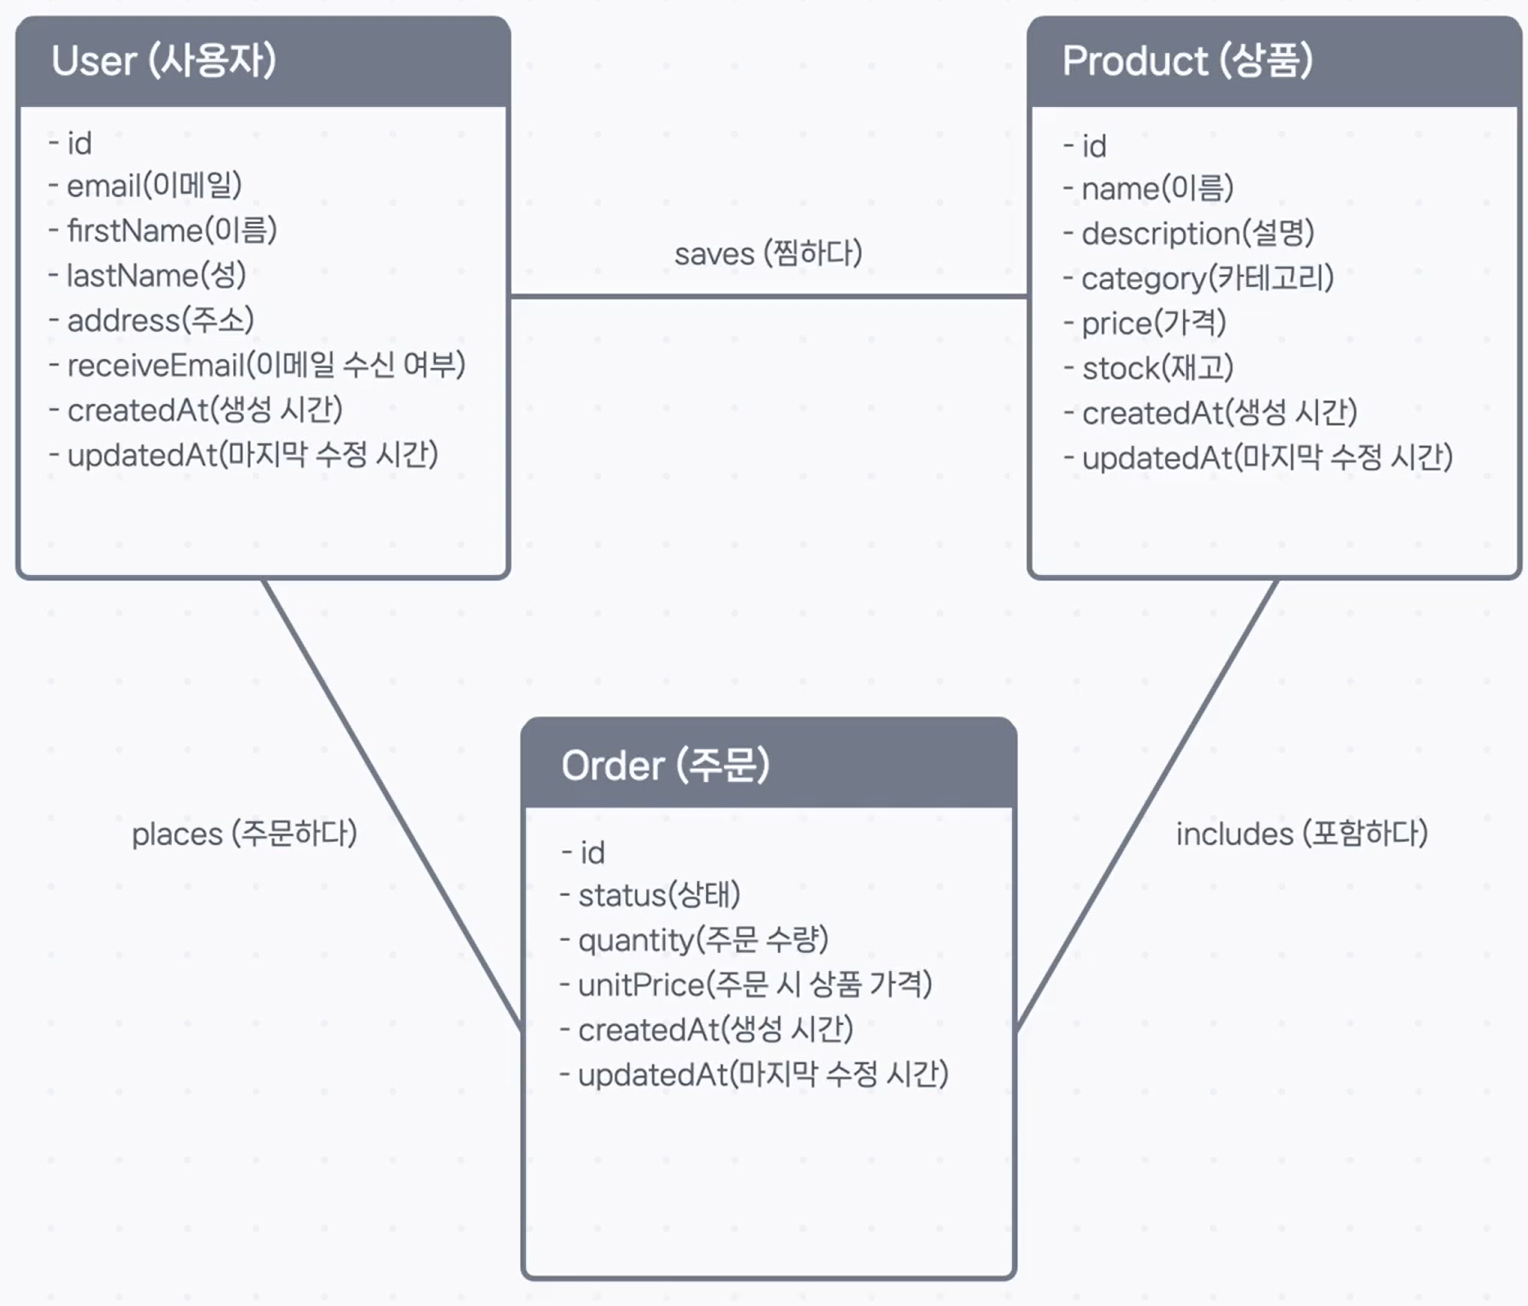 User (사용자)
- id
- email(이메일)
- firstName(이름)
- lastName(성)
- address(주소)
- receiveEmail(이메일 수신 여부)
- createdAt(생성 시간)
- updatedAt(마지막 수정 시간)
saves (찜하다)
Product (상품)
- id
- name(이름)
- description(설명)
- category(카테고리)
- price(가격)
- stock(재고)
- createdAt(생성 시간)
- updatedAt(마지막 수정 시간)
places (주문하다)
Order (주문)
- id
- status(상태)
- quantity(주문 수량)
- unitPrice(주문 시 상품 가격)
- createdAt(생성 시간)
- updatedAt(마지막 수정 시간)
includes (포함하다)